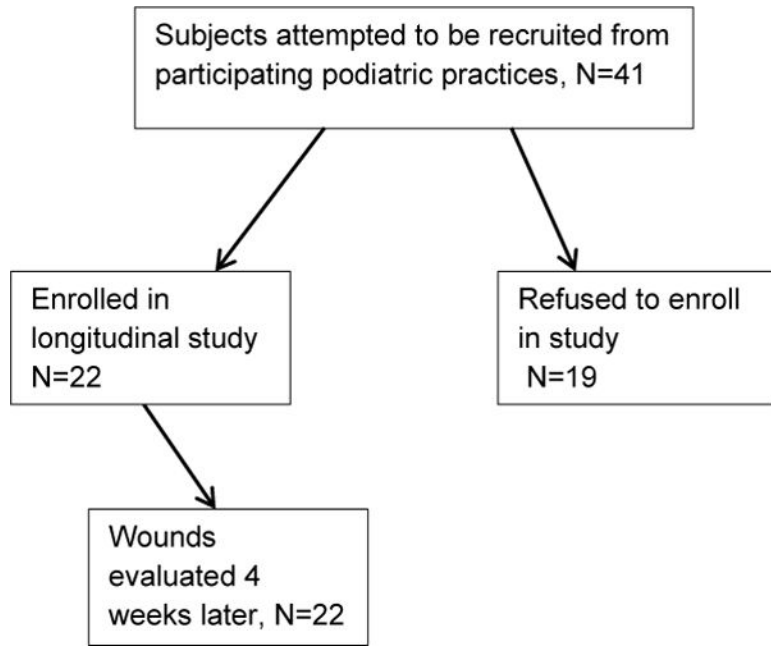 Subjects attempted to be recruited from
participating podiatric practices, N=41
Enrolled in
longitudinal study
N=22
Refused to enroll
in study
N=19
Wounds
evaluated 4
weeks later, N=22